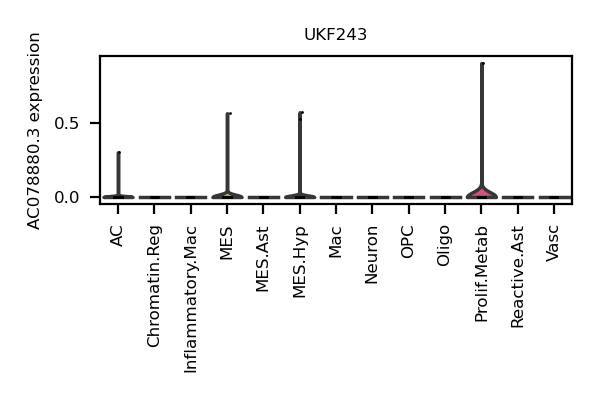 UKF243
AC078880.3 expression
0.5
0.0
AC
Chromatin.Reg
Inflammatory.Mac
MES
MES.Ast
MES.Hyp
Mac
Neuron
OPC
Oligo
Prolif.Metab
Reactive.Ast
Vasc